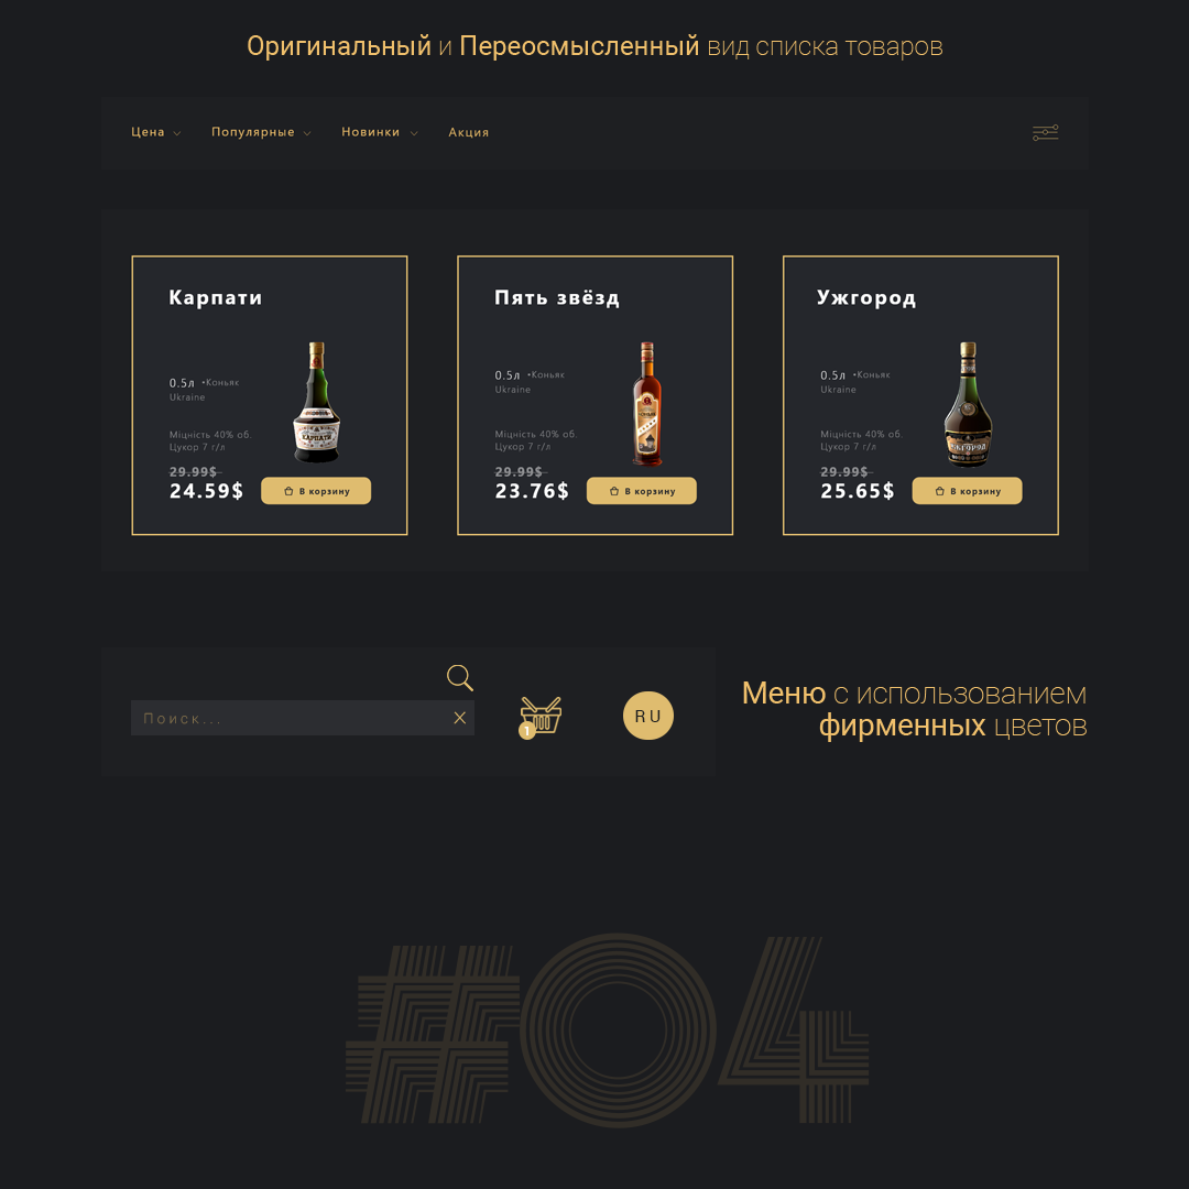 Оригинальный и Переосмысленный вид списка товаров
Цена Популярные Новинки Акция
Карпати
0.5л •Коньяк
Ukraine
Міцність 40% об.
Цукор 7 г/л
29.99$
24.59$ В корзину
КАРПАТИ
Пять звёзд
0.5л •Коньяк
Ukraine
Міцність 40% об.
Цукор 7 г/л
29.99$
23.76$ В корзину
Ужгород
0.5л •Коньяк
Ukraine
Міцність 40% об.
Цукор 7 г/л
29.99$
25.65$ В корзину
Поиск...
1
RU
Меню с использованием
фирменных цветов
#04